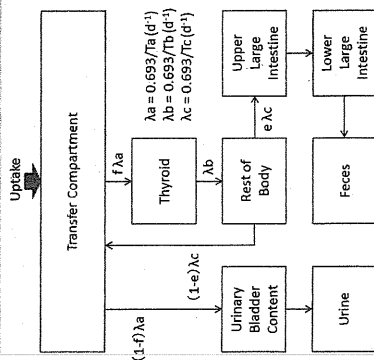 Uptake
Transfer Compartment
λa = 0.693/Ta (d⁻¹)
λb = 0.693/Tb (d⁻¹)
λc = 0.693/Tc (d⁻¹)
fλa
Thyroid
λb
Rest of
Body
eλc
Upper
Large
Intestine
Lower
Large
Intestine
Feces
(1-e)λc
(1-f)λa
Urinary
Bladder
Content
Urine